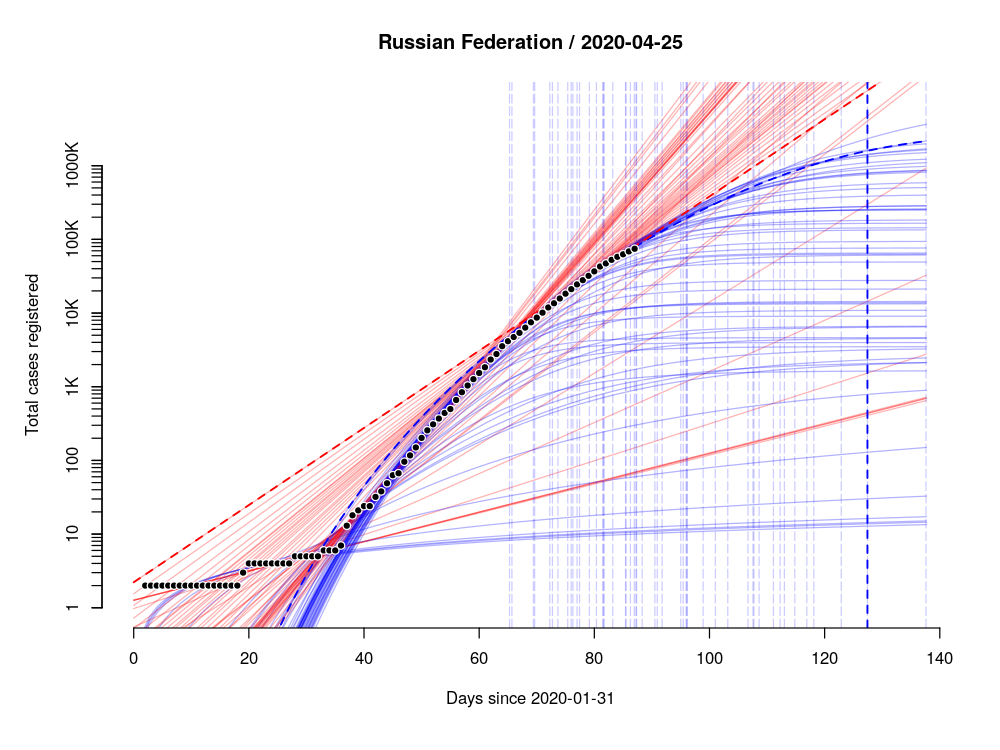 Russian Federation / 2020-04-25
Total cases registered
1000K
100K
10K
1K
100
10
1
0 20 40 60 80 100 120 140
Days since 2020-01-31